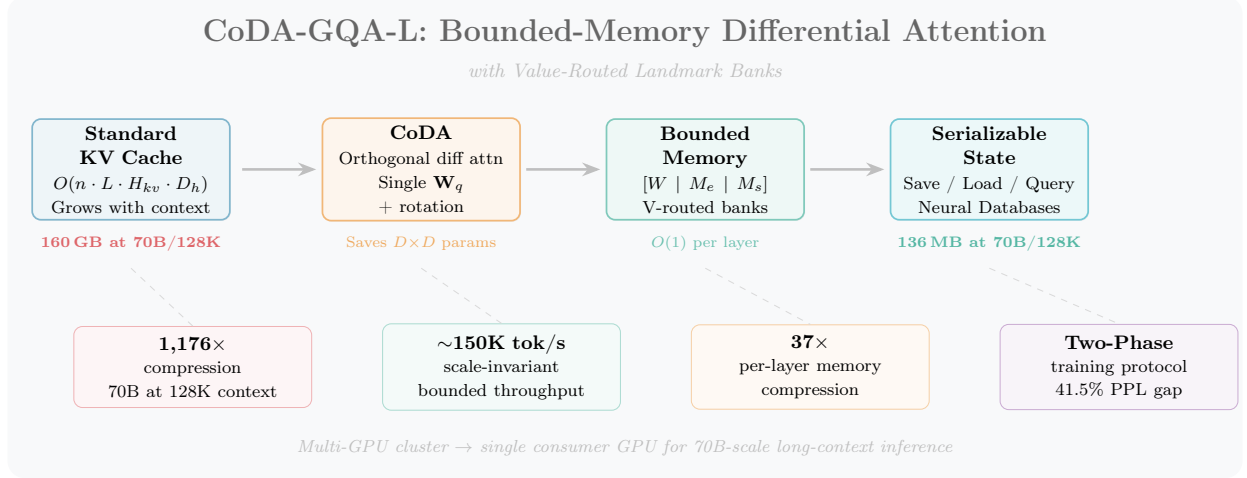 CoDA-GQA-L: Bounded-Memory Differential Attention
with Value-Routed Landmark Banks
Standard
KV Cache
O(n · L · H_{kv} · D_h)
Grows with context
160 GB at 70B/128K
CoDA
Orthogonal diff attn
Single W_q
+ rotation
Saves D×D params
Bounded
Memory
[W | M_e | M_s]
V-routed banks
O(1) per layer
Serializable
State
Save / Load / Query
Neural Databases
136 MB at 70B/128K
1,176×
compression
70B at 128K context
~150K tok/s
scale-invariant
bounded throughput
37×
per-layer memory
compression
Two-Phase
training protocol
41.5% PPL gap
Multi-GPU cluster → single consumer GPU for 70B-scale long-context inference